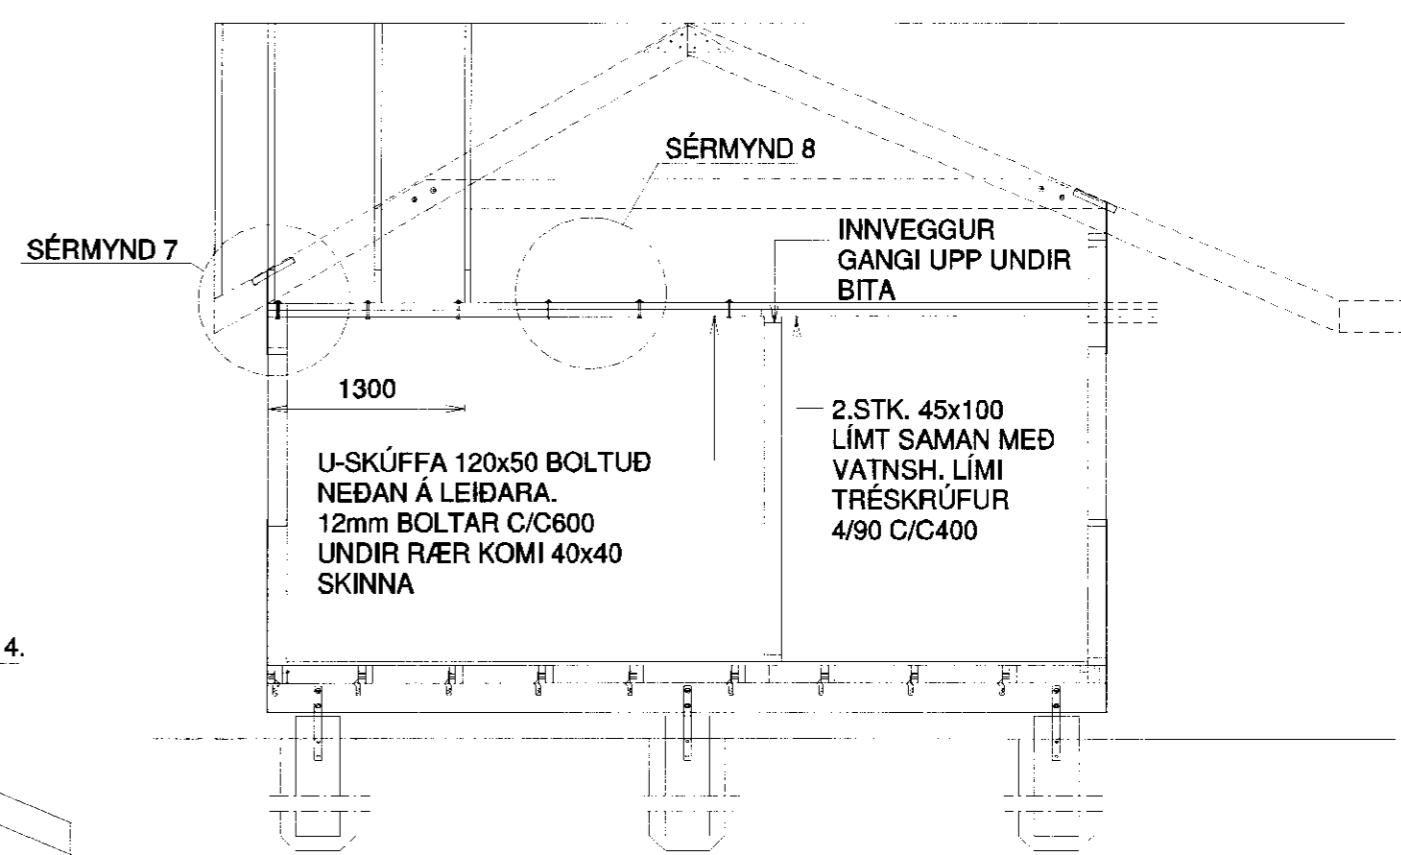 SÉRMYND 8
SÉRMYND 7
INNVEGGUR
GANGI UPP UNDIR
BITA
1300
2.STK. 45x100
LÍMT SAMAN MEÐ
VATNSH. LÍMI
TRÉSKRÚFUR
4/90 C/C400
U-SKÚFFA 120x50 BOLTUÐ
NEÐAN Á LEIÐARA.
12mm BOLTAR C/C600
UNDIR RÆR KOMI 40x40
SKINNA
4.